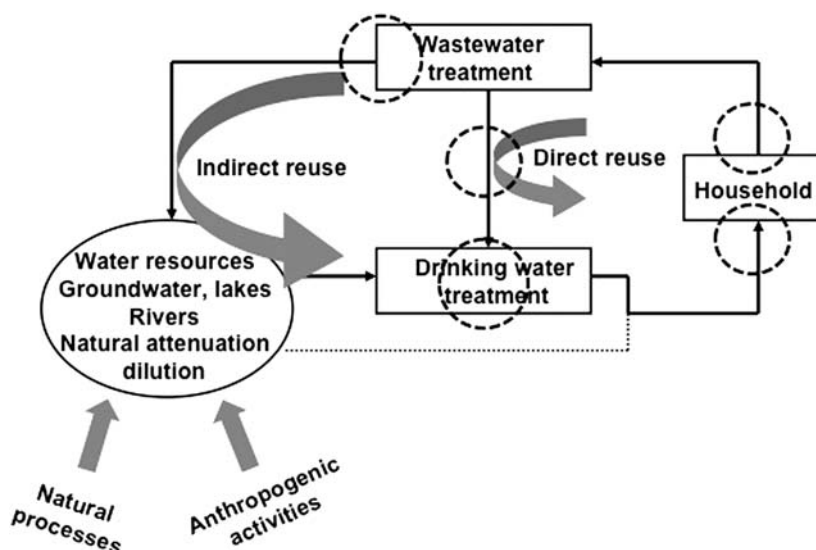 Wastewater
treatment
Indirect reuse
Direct reuse
Household
Water resources
Groundwater, lakes
Rivers
Natural attenuation
dilution
Drinking water
treatment
Natural
processes
Anthropogenic
activities